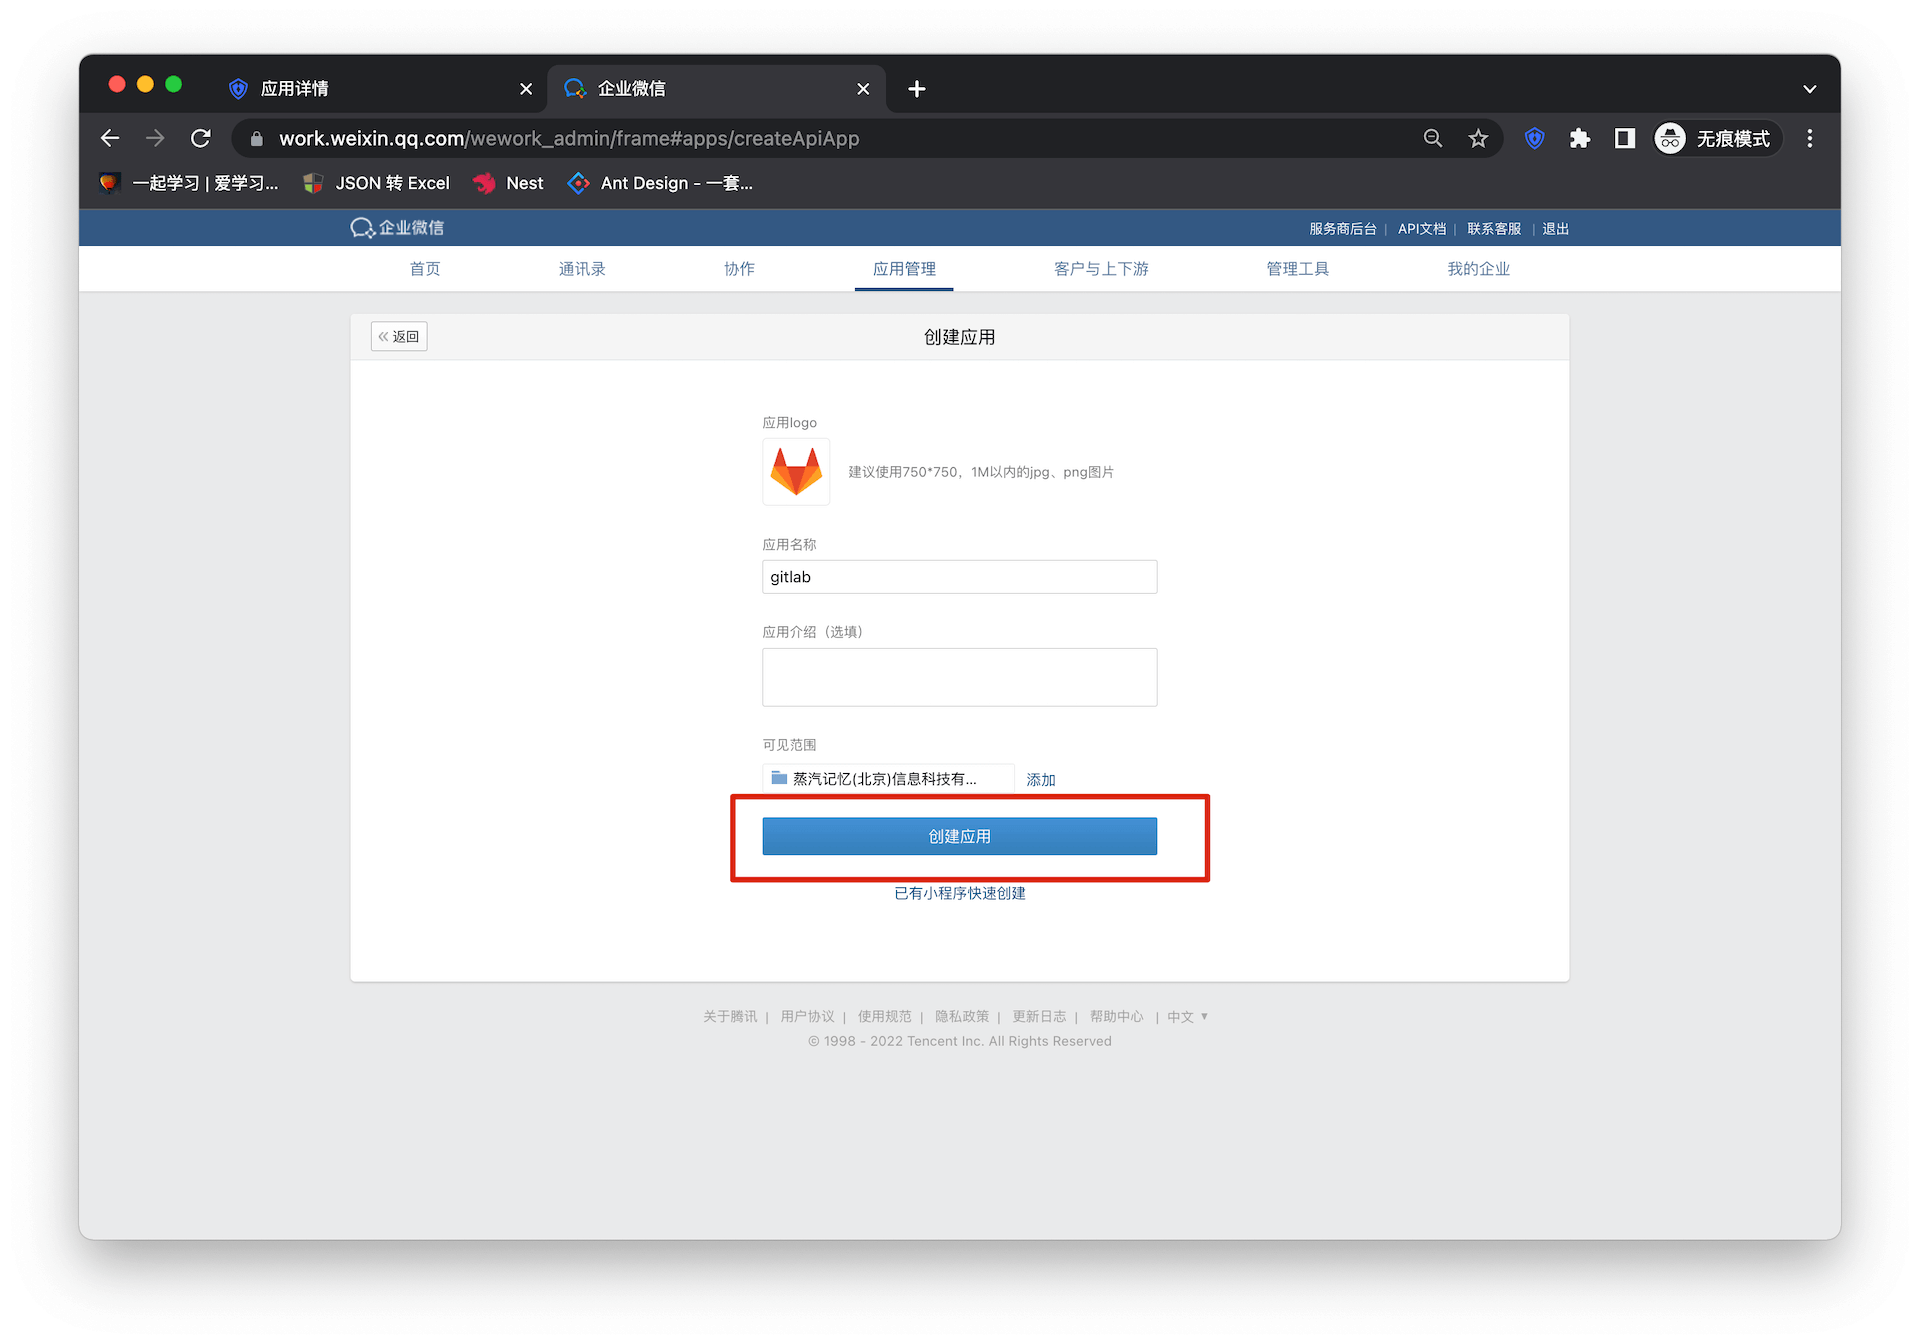 应用详情
企业微信
work.weixin.qq.com/wework_admin/frame#apps/createApiApp
无痕模式
一起学习 | 爱学习...
JSON 转 Excel
Nest
Ant Design - 一套...
企业微信
服务商后台 | API文档 | 联系客服 | 退出
首页
通讯录
协作
应用管理
客户与上下游
管理工具
我的企业
« 返回
创建应用
应用logo
建议使用750*750，1M以内的jpg、png图片
应用名称
gitlab
应用介绍（选填）
可见范围
蒸汽记忆(北京)信息科技有...
添加
创建应用
已有小程序快速创建
关于腾讯 | 用户协议 | 使用规范 | 隐私政策 | 更新日志 | 帮助中心 | 中文 ▼
© 1998 - 2022 Tencent Inc. All Rights Reserved